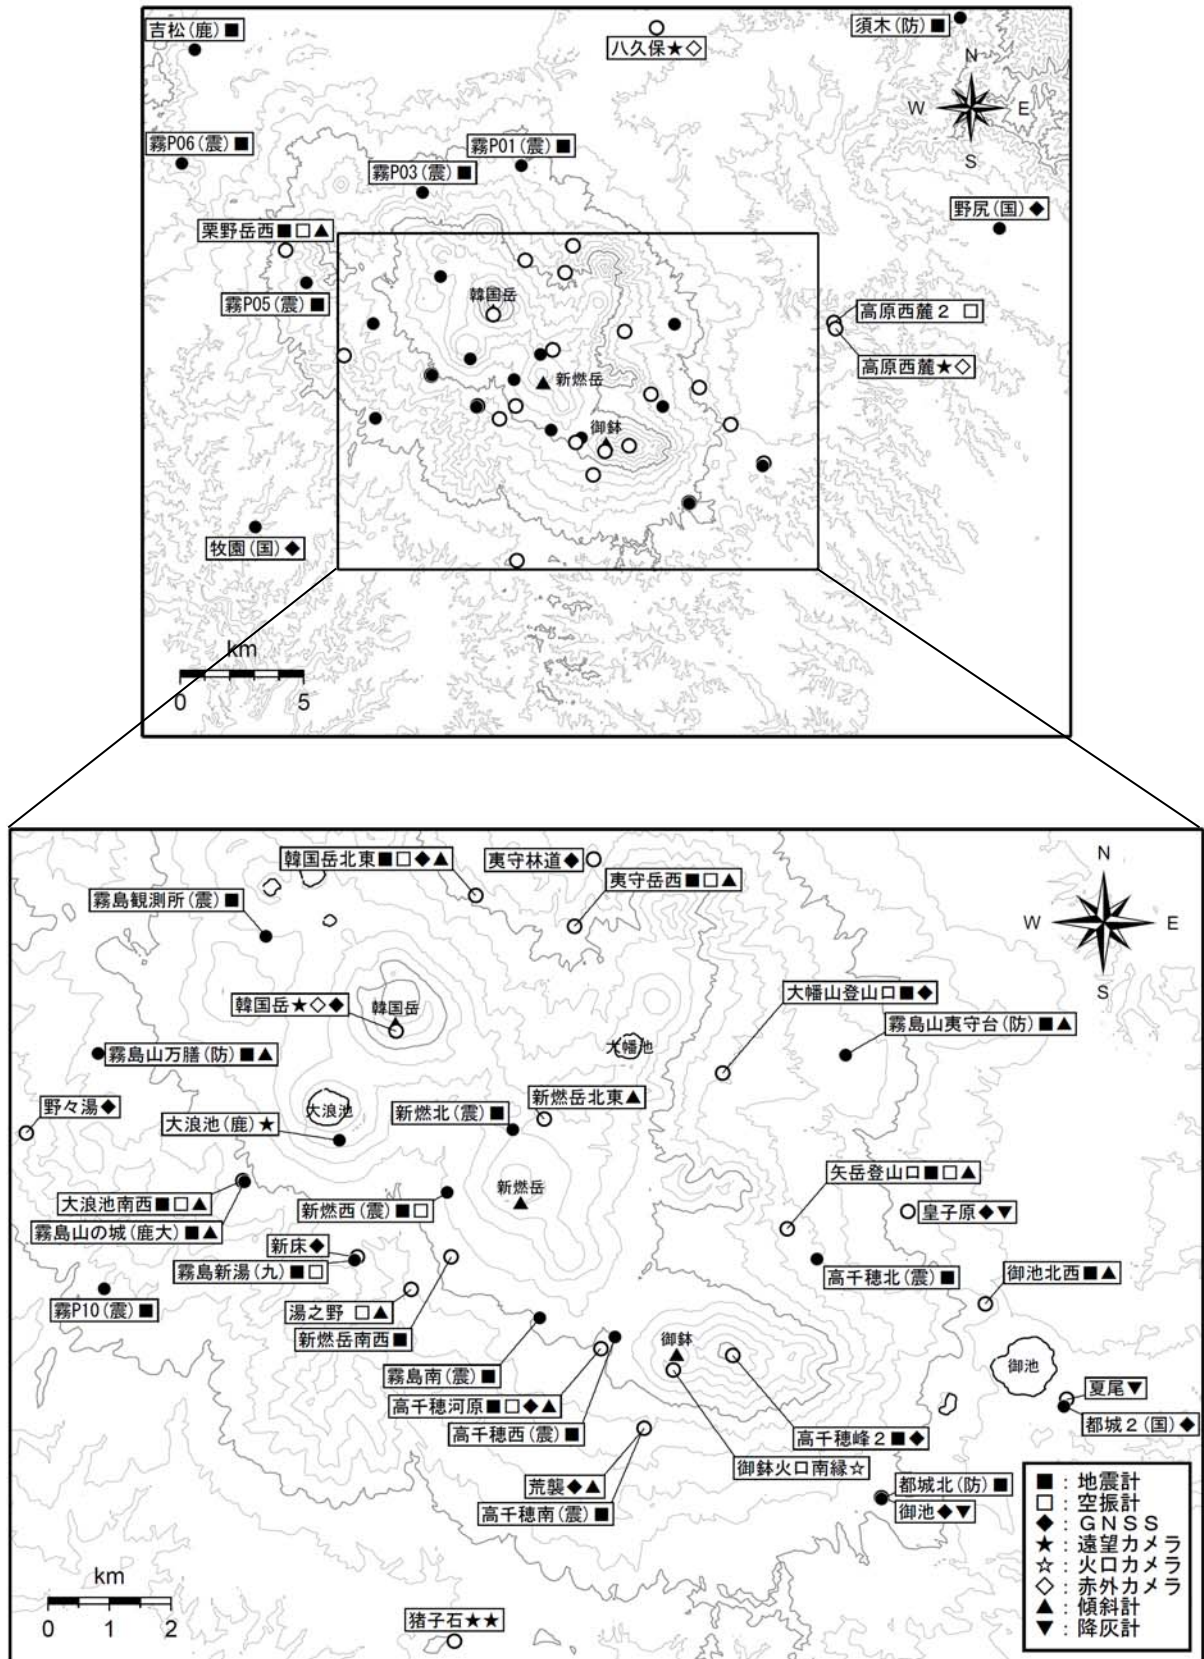 吉松(鹿)■
八久保★◇
須木(防)■
N
W
E
S
霧P06(震)■
霧P01(震)■
霧P03(震)■
野尻(国)◆
栗野岳西■□▲
霧P05(震)■
韓国岳
高原西麓2 □
高原西麓★◇
新燃岳
御鉢
牧園(国)◆
km
0
5
韓国岳北東■□◆▲
夷守林道◆
夷守岳西■□▲
霧島観測所(震)■
N
W
E
S
韓国岳★◇◆
韓国岳
大幡山登山口■◆
霧島山夷守台(防)■▲
大幡池
霧島山万膳(防)■▲
野々湯◆
大浪池
新燃岳北東▲
新燃北(震)■
大浪池(鹿)★
矢岳登山口■□▲
大浪池南西■□▲
新燃西(震)■□
新燃岳
皇子原◆▼
霧島山の城(鹿大)■▲
新床◆
霧島新湯(九)■□
高千穂北(震)■
御池北西■▲
霧P10(震)■
湯之野 □▲
新燃岳南西■
御鉢
御池
霧島南(震)■
夏尾▼
高千穂河原■□◆▲
都城2(国)◆
高千穂西(震)■
高千穂峰2■◆
御鉢火口南縁☆
荒襲◆▲
都城北(防)■
高千穂南(震)■
御池◆▼
■:地震計
□:空振計
◆:GNSS
★:遠望カメラ
☆:火口カメラ
◇:赤外カメラ
▲:傾斜計
▼:降灰計
km
0 1 2
猪子石★★